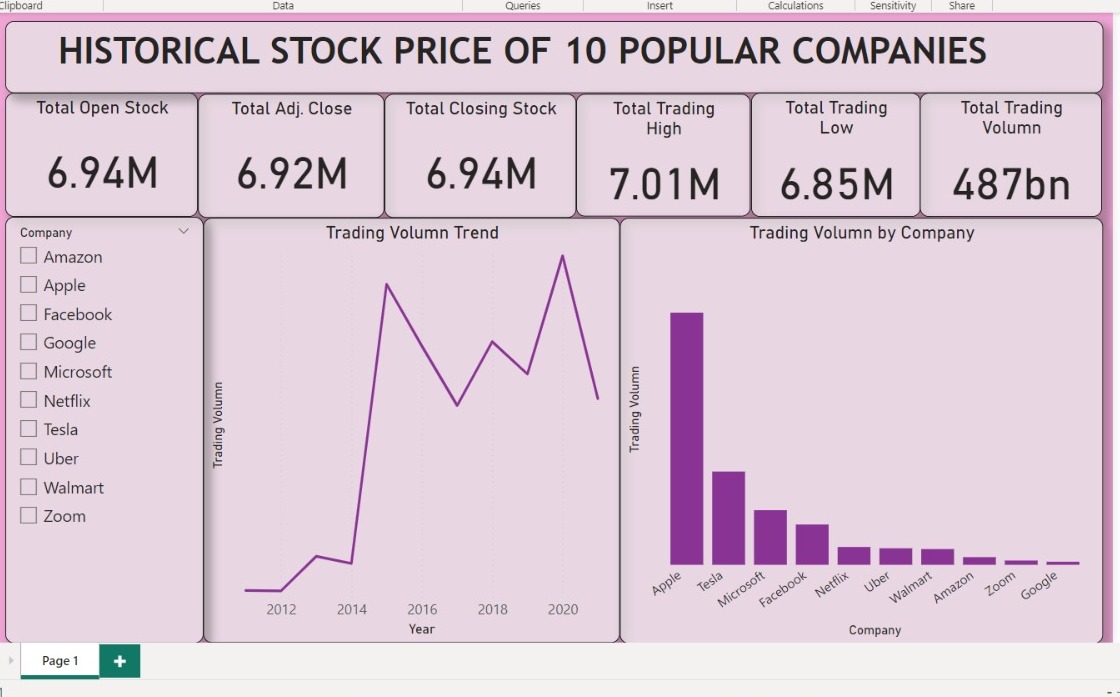 Clipboard
Data
Queries
Insert
Calculations
Sensitivity
Share
HISTORICAL STOCK PRICE OF 10 POPULAR COMPANIES
Total Open Stock
6.94M
Total Adj. Close
6.92M
Total Closing Stock
6.94M
Total Trading
High
7.01M
Total Trading
Low
6.85M
Total Trading
Volumn
487bn
Company
Amazon
Apple
Facebook
Google
Microsoft
Netflix
Tesla
Uber
Walmart
Zoom
Trading Volumn Trend
Trading Volumn
2012
2014
2016
2018
2020
Year
Trading Volumn by Company
Trading Volumn
Apple
Tesla
Microsoft
Facebook
Netflix
Uber
Walmart
Amazon
Zoom
Google
Company
Page 1